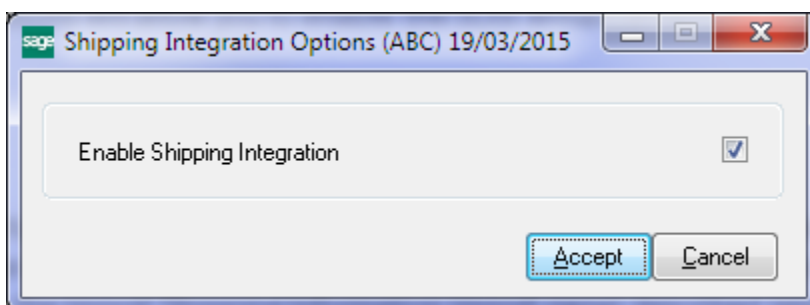 sage Shipping Integration Options (ABC) 19/03/2015
Enable Shipping Integration
Accept Cancel